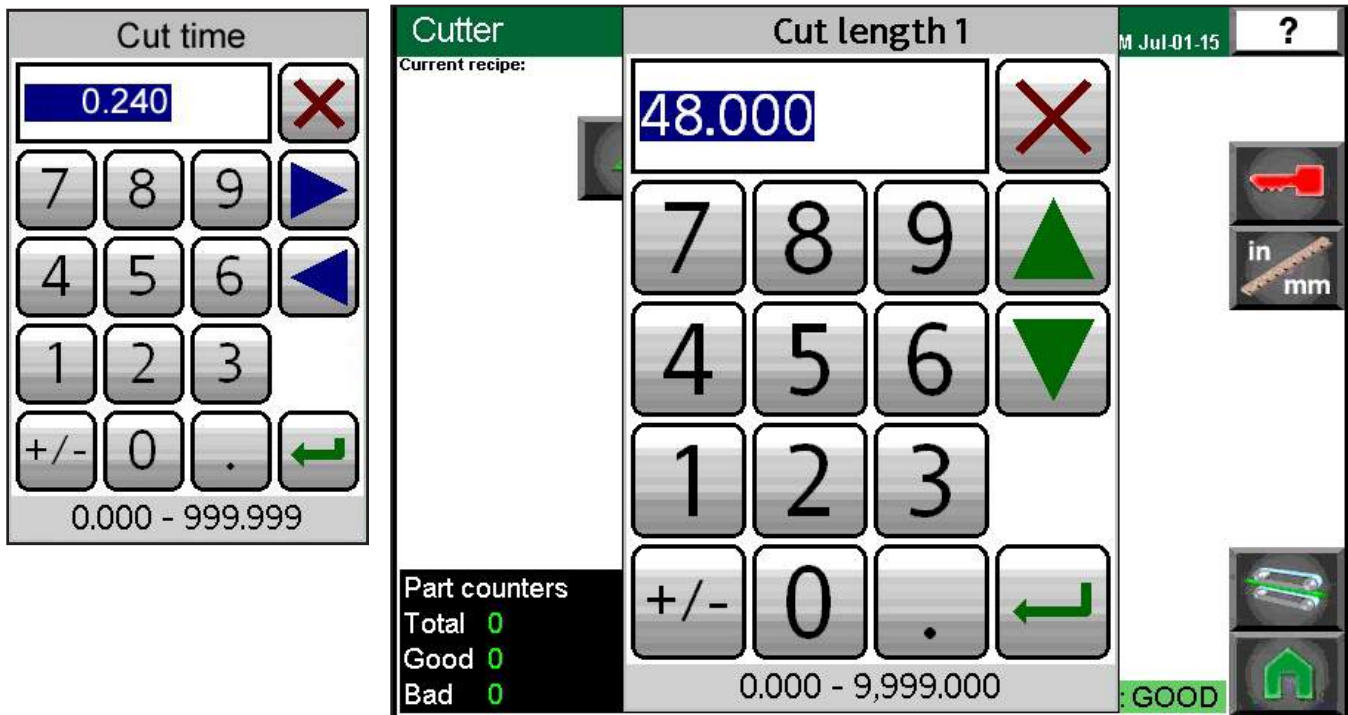 Cut time
0.240
7 8 9
4 5 6
1 2 3
+/- 0 .
0.000 - 999.999
Cutter
Current recipe:
Cut length 1
M Jul-01-15
?
48.000
7 8 9
4 5 6
1 2 3
+/- 0 .
0.000 - 9,999.000
in
mm
Part counters
Total 0
Good 0
Bad 0
: GOOD